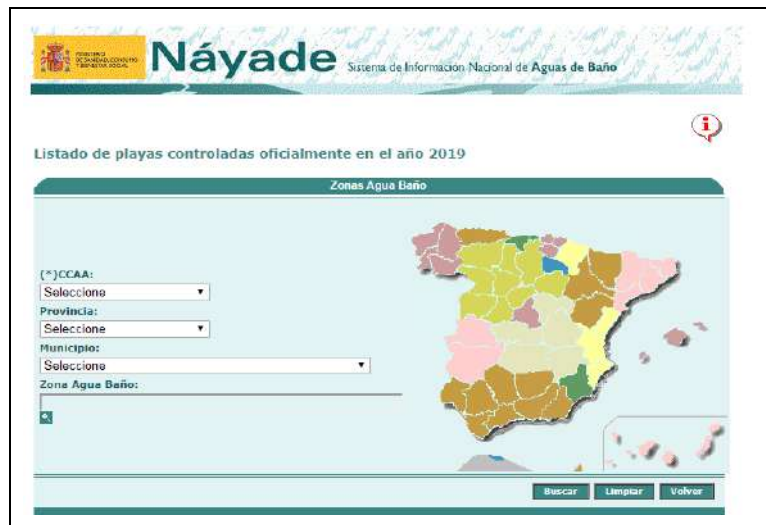 Náyade Sistema de Información Nacional de Aguas de Baño
Listado de playas controladas oficialmente en el año 2019
Zonas Agua Baño
(*)CCAA:
Seleccione
Provincia:
Seleccione
Municipio:
Seleccione
Zona Agua Baño:
Buscar Limpiar Volver